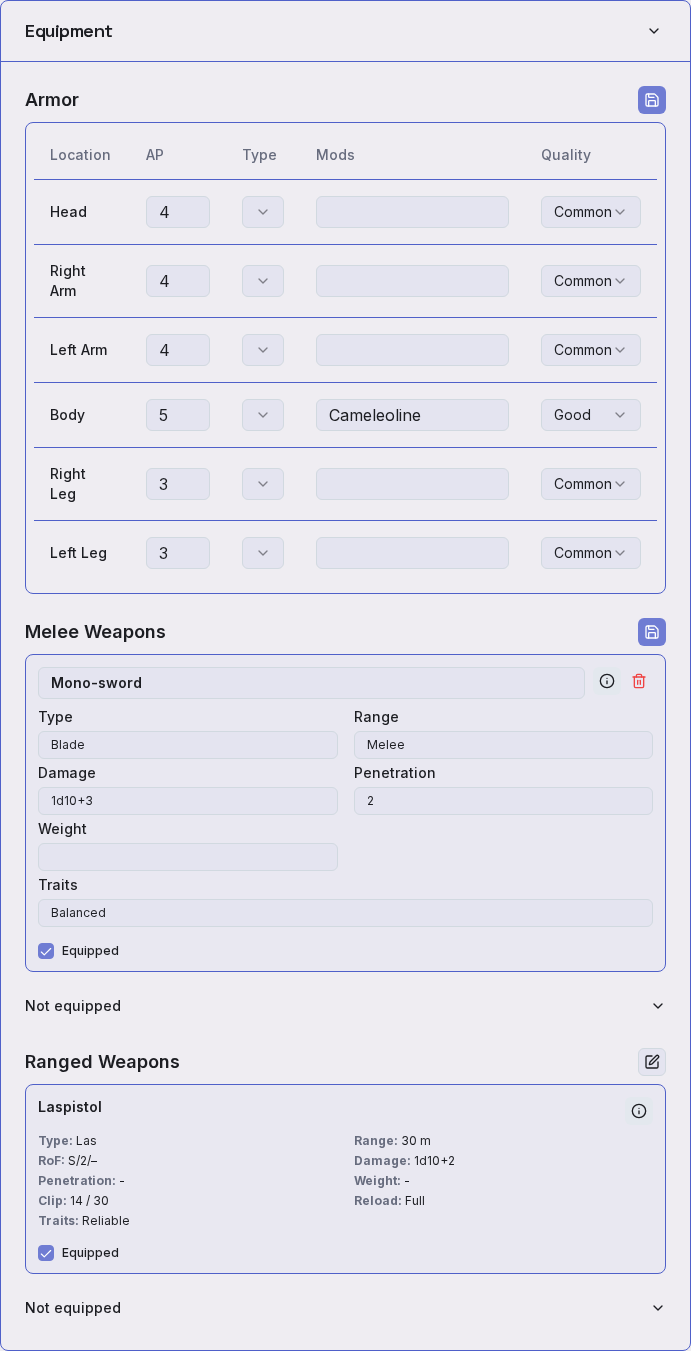 Equipment
Armor
Location AP Type Mods Quality
Head 4 Common
Right
Arm
4 Common
Left Arm 4 Common
Body 5 Cameleoline Good
Right
Leg
3 Common
Left Leg 3 Common
Melee Weapons
Mono-sword
Type Range
Blade Melee
Damage Penetration
1d10+3 2
Weight
Traits
Balanced
Equipped
Not equipped
Ranged Weapons
Laspistol
Type: Las Range: 30 m
RoF: S/2/– Damage: 1d10+2
Penetration: - Weight: -
Clip: 14 / 30 Reload: Full
Traits: Reliable
Equipped
Not equipped